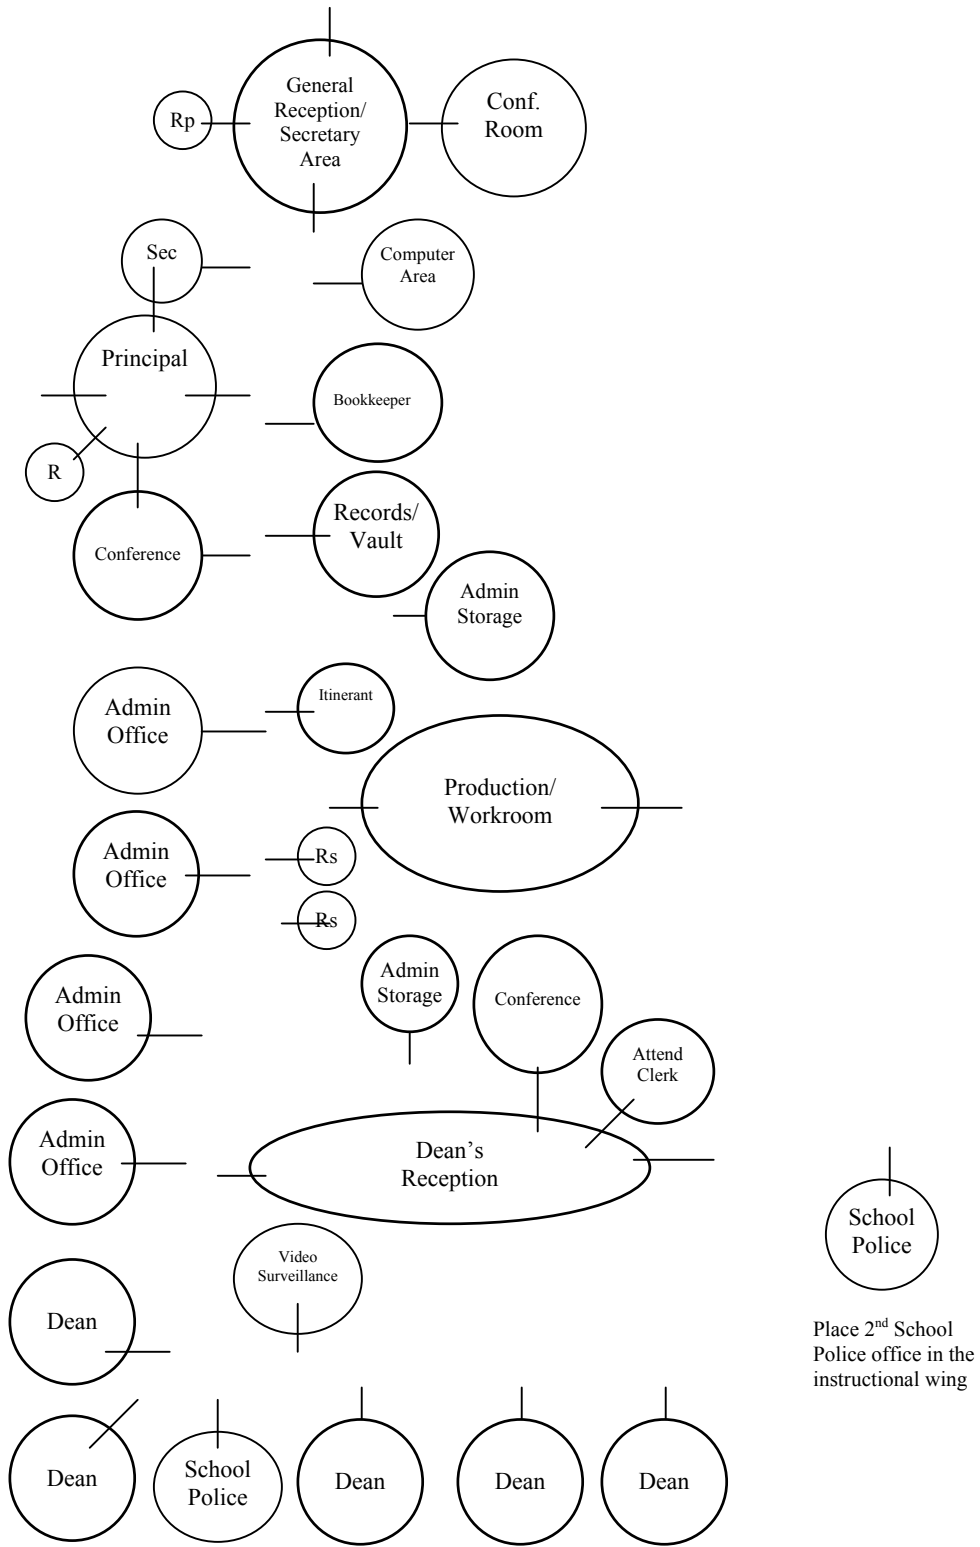 General
Reception/
Secretary
Area
Rp
Conf.
Room
Sec
Computer
Area
Principal
Bookkeeper
R
Records/
Vault
Conference
Admin
Storage
Admin
Office
Itinerant
Production/
Workroom
Admin
Office
Rs
Rs
Admin
Storage
Conference
Admin
Office
Attend
Clerk
Admin
Office
Dean’s
Reception
School
Police
Video
Surveillance
Dean
Place 2nd School
Police office in the
instructional wing
Dean
School
Police
Dean
Dean
Dean